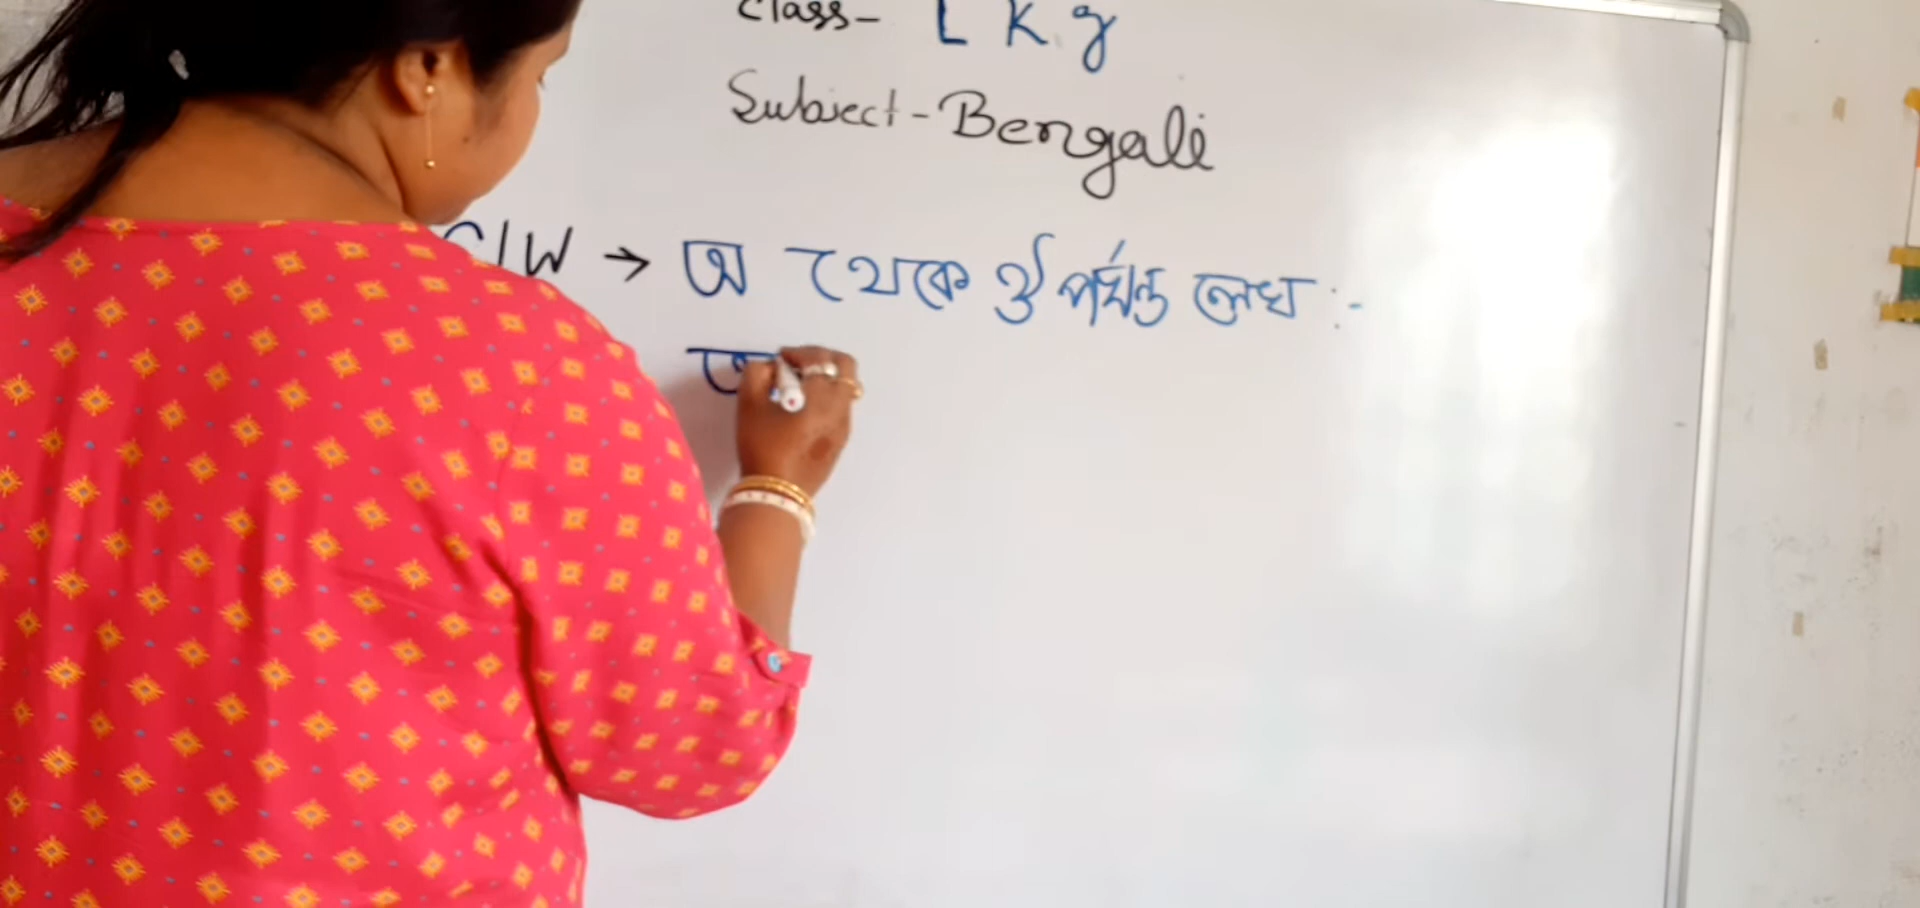 Class- L K g
Subject-Bengali
C/W → অ থেকে ঔ পর্যন্ত লেখ :-